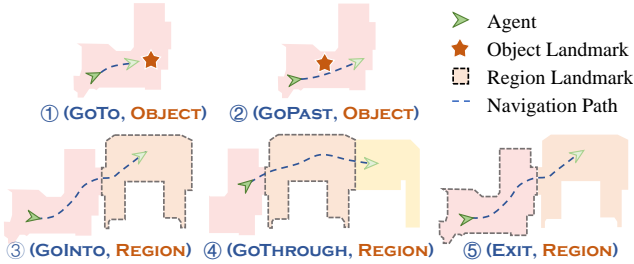 Agent
Object Landmark
Region Landmark
Navigation Path
① (GOTO, OBJECT)
② (GOPAST, OBJECT)
③ (GOINTO, REGION)
④ (GOTHROUGH, REGION)
⑤ (EXIT, REGION)